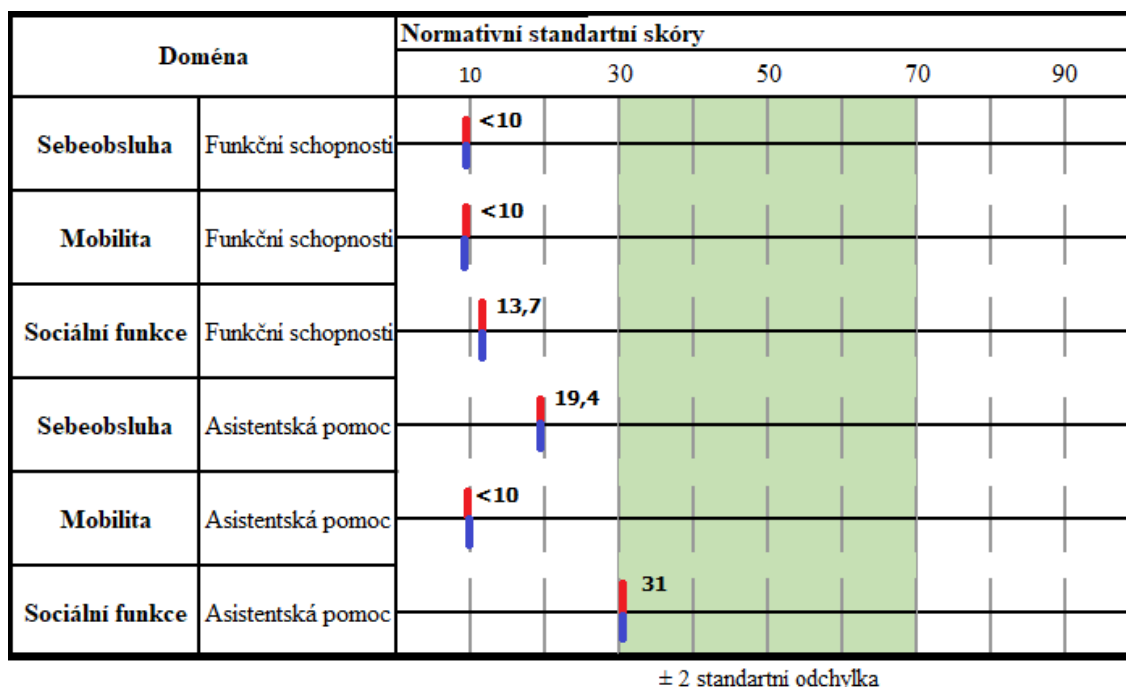 Doména
Normativní standartní skóry
10 30 50 70 90
Sebeobsluha Funkční schopnosti <10
Mobilita Funkční schopnosti <10
Sociální funkce Funkční schopnosti 13,7
Sebeobsluha Asistentská pomoc 19,4
Mobilita Asistentská pomoc <10
Sociální funkce Asistentská pomoc 31
± 2 standartní odchylka